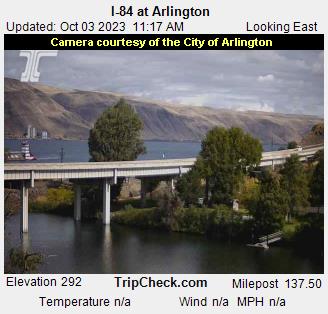 I-84 at Arlington
Updated: Oct 03 2023 11:17 AM Looking East
Camera courtesy of the City of Arlington
Elevation 292 TripCheck.com Milepost 137.50
Temperature n/a Wind n/a MPH n/a